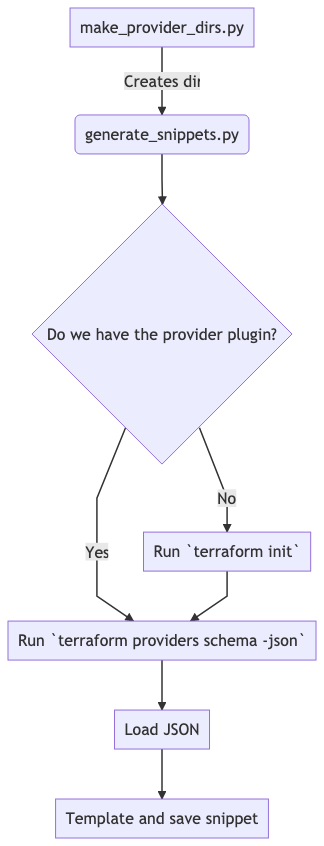 make_provider_dirs.py
Creates dir
generate_snippets.py
Do we have the provider plugin?
No
Run `terraform init`
Yes
Run `terraform providers schema -json`
Load JSON
Template and save snippet